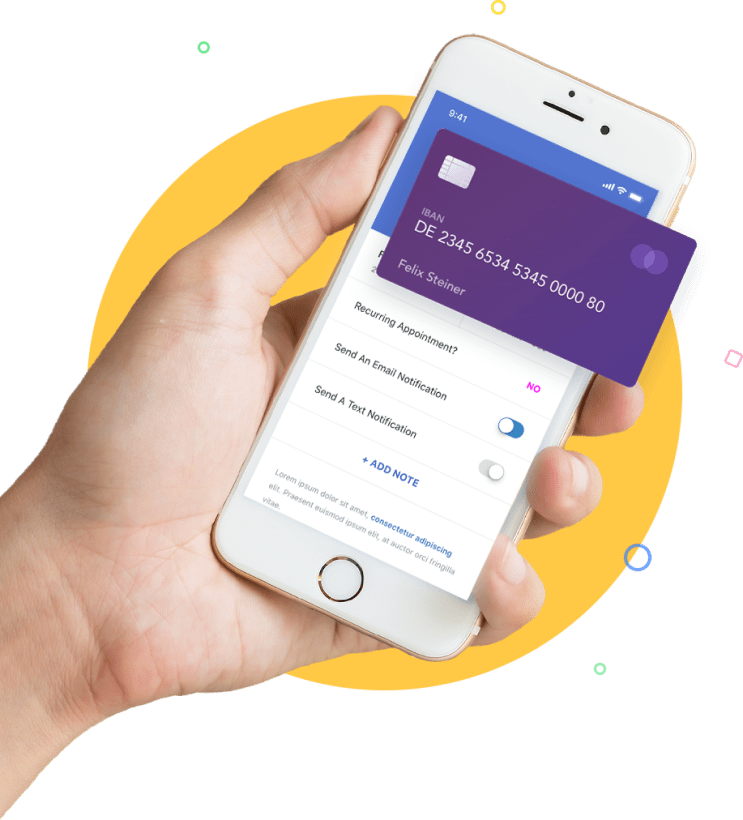 9:41
IBAN
DE 2345 6534 5345 0000 80
Felix Steiner
Recurring Appointment?
NO
Send An Email Notification
Send A Text Notification
+ ADD NOTE
Lorem ipsum dolor sit amet, consectetur adipiscing
elit. Praesent euismod ipsum elit, at auctor orci fringilla
vitae.